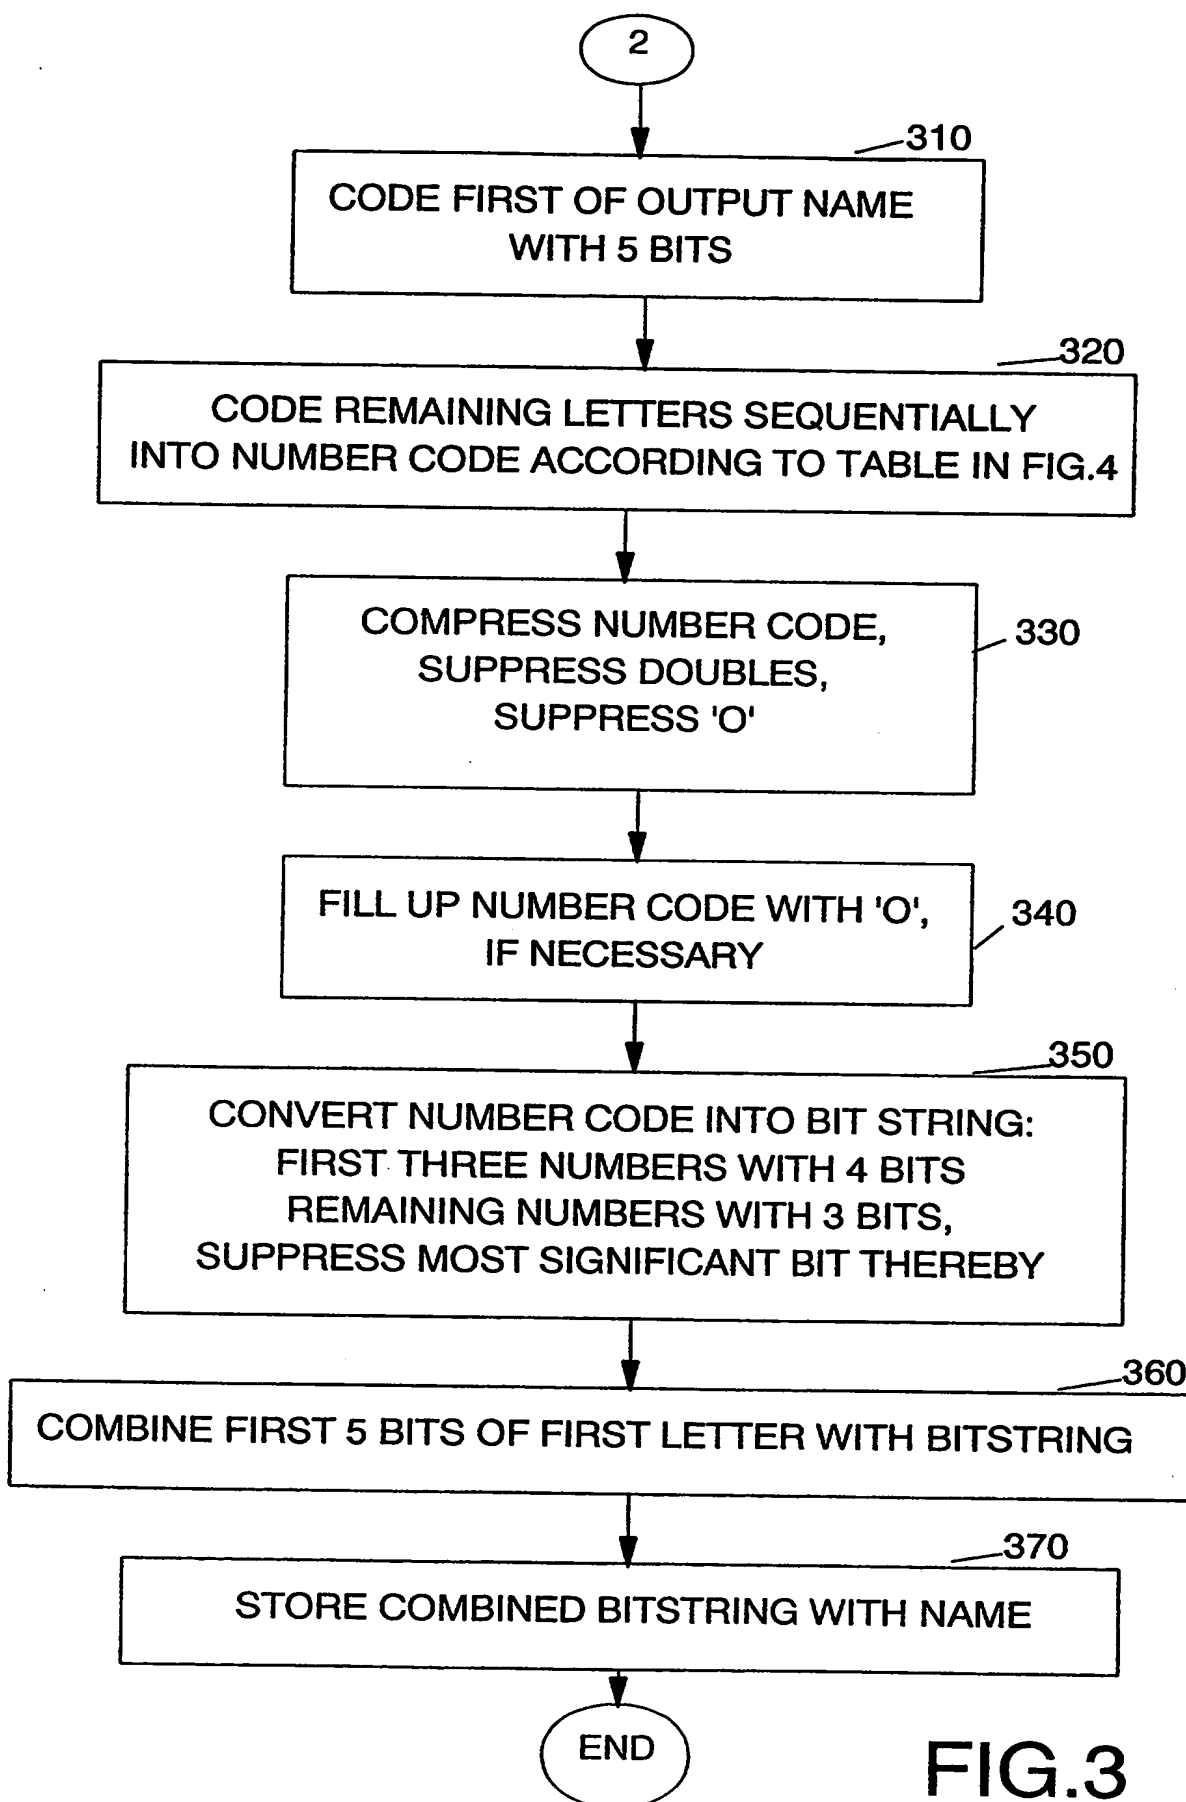 2
310
CODE FIRST OF OUTPUT NAME
WITH 5 BITS
320
CODE REMAINING LETTERS SEQUENTIALLY
INTO NUMBER CODE ACCORDING TO TABLE IN FIG.4
330
COMPRESS NUMBER CODE,
SUPPRESS DOUBLES,
SUPPRESS 'O'
340
FILL UP NUMBER CODE WITH 'O',
IF NECESSARY
350
CONVERT NUMBER CODE INTO BIT STRING:
FIRST THREE NUMBERS WITH 4 BITS
REMAINING NUMBERS WITH 3 BITS,
SUPPRESS MOST SIGNIFICANT BIT THEREBY
360
COMBINE FIRST 5 BITS OF FIRST LETTER WITH BITSTRING
370
STORE COMBINED BITSTRING WITH NAME
END
FIG.3